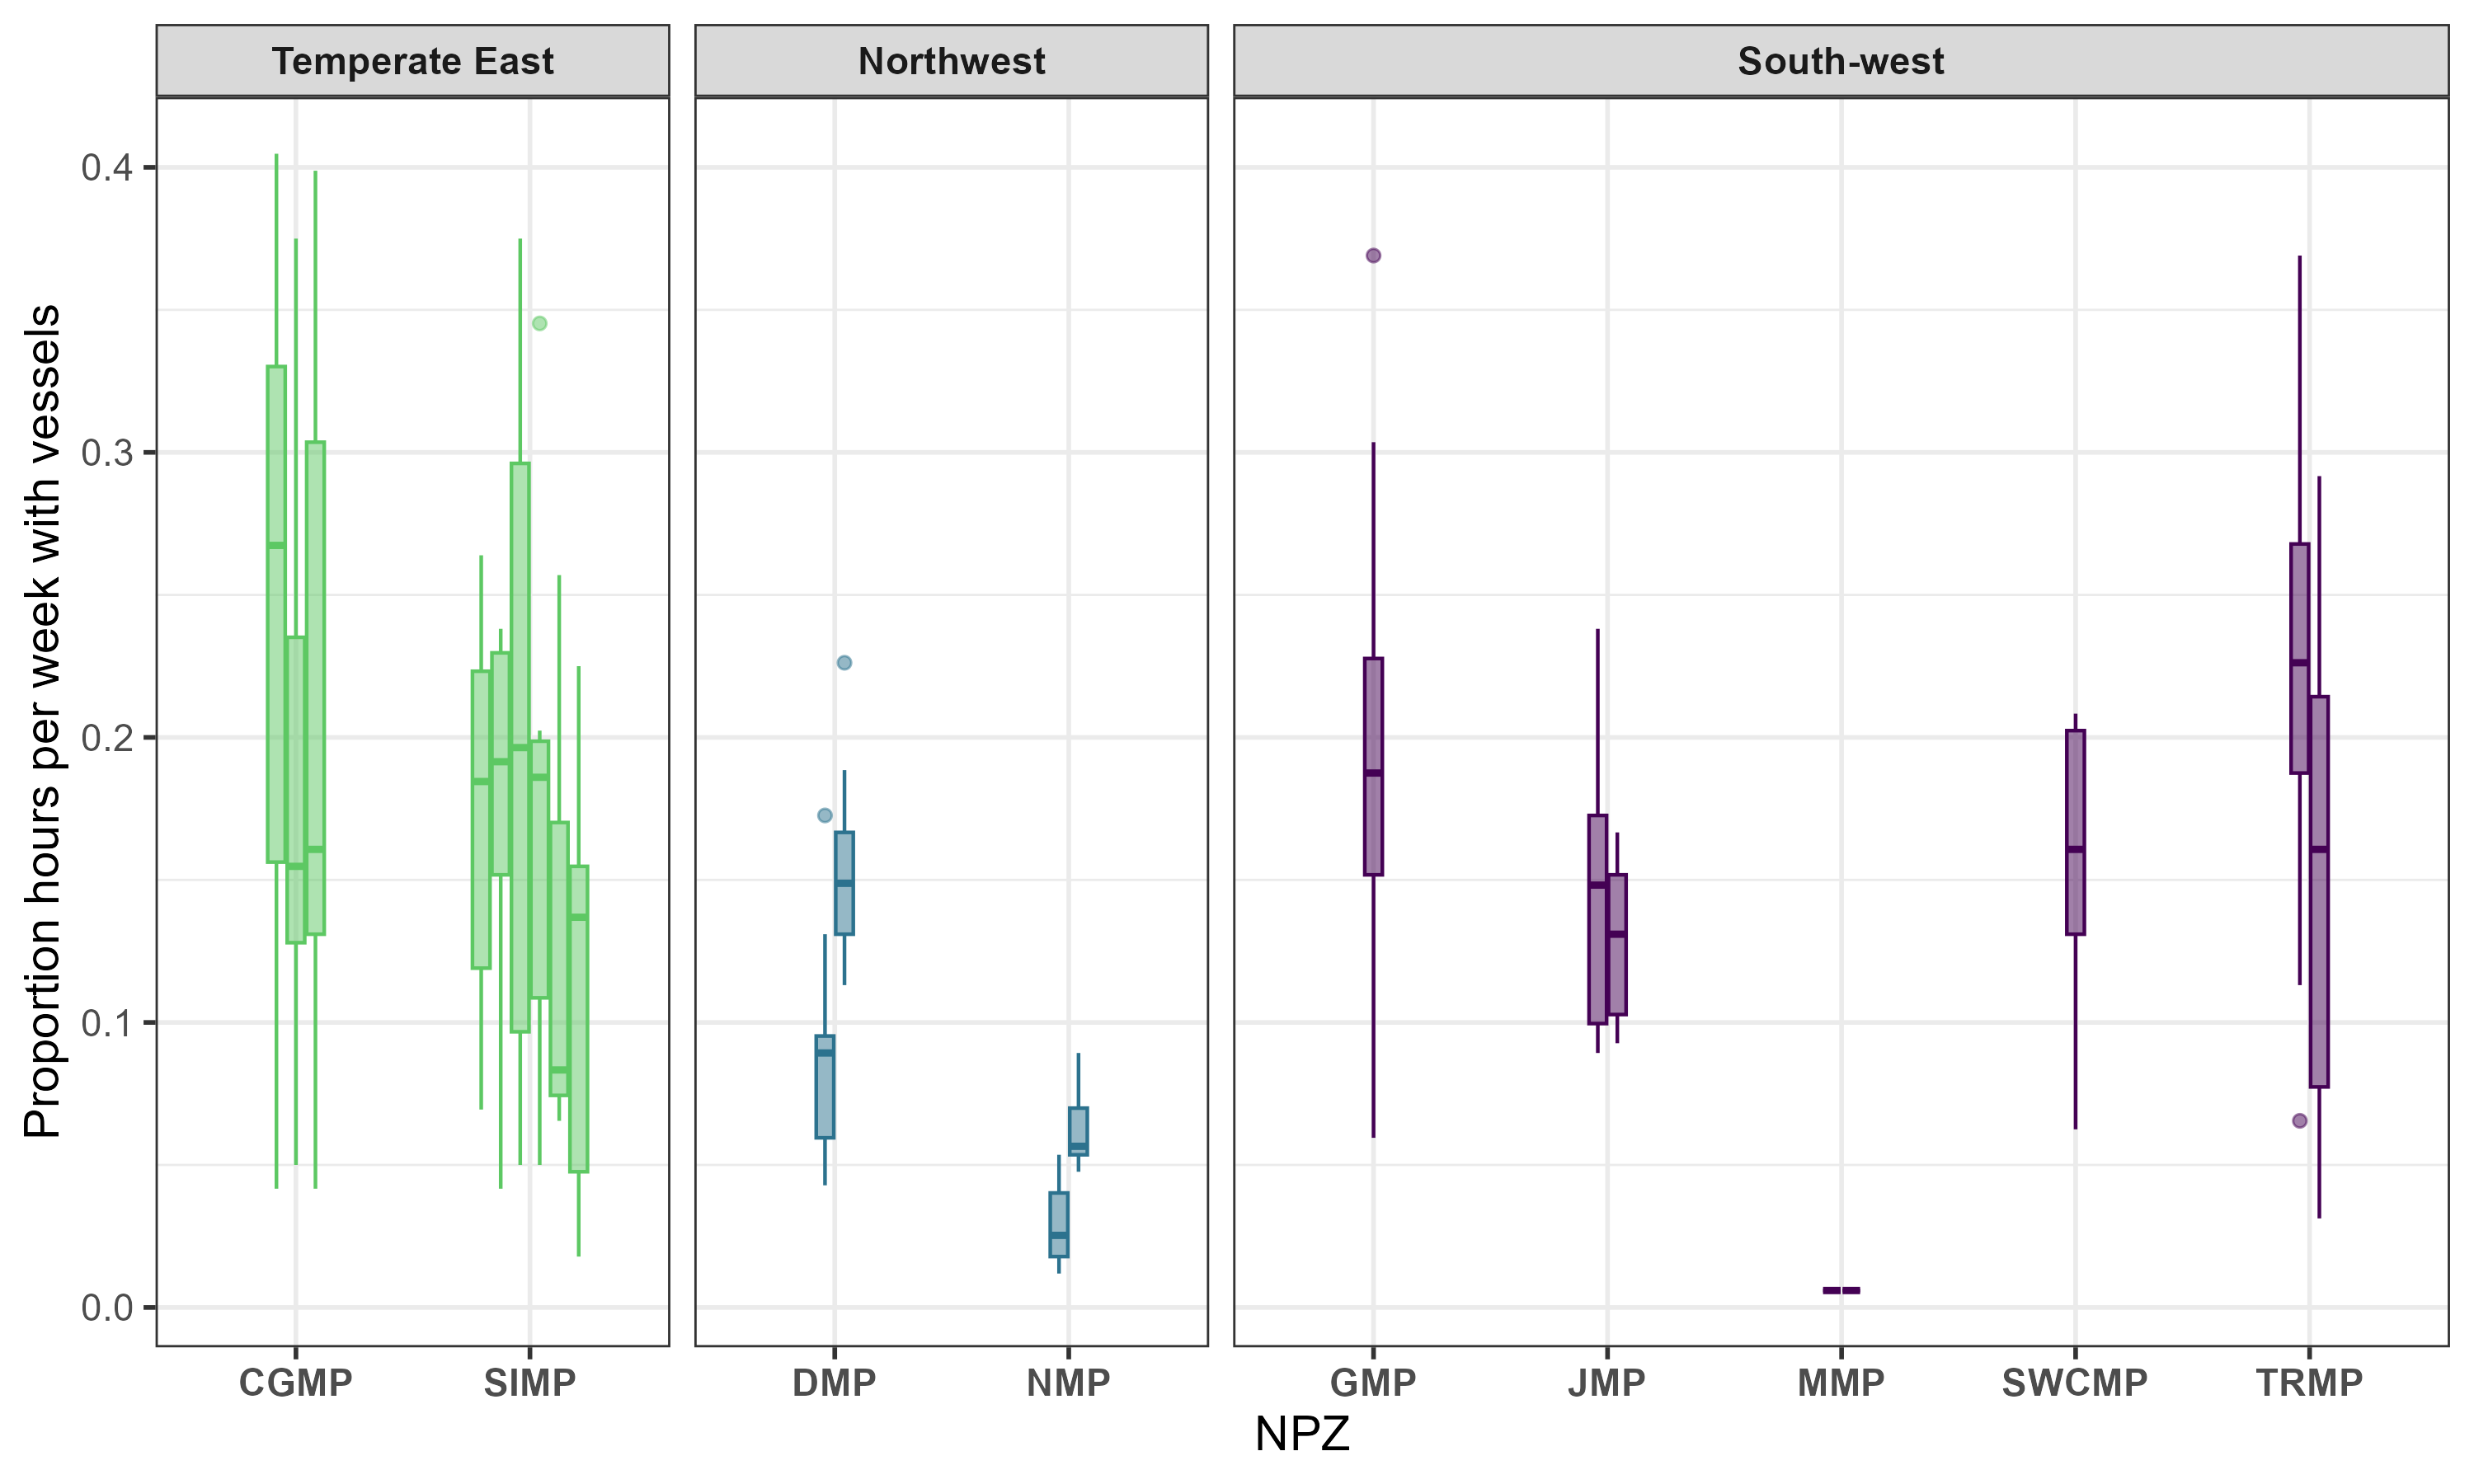 Temperate East
Northwest
South-west
Proportion hours per week with vessels
0.4
0.3
0.2
0.1
0.0
CGMP
SIMP
DMP
NMP
GMP
JMP
MMP
SWCMP
TRMP
NPZ